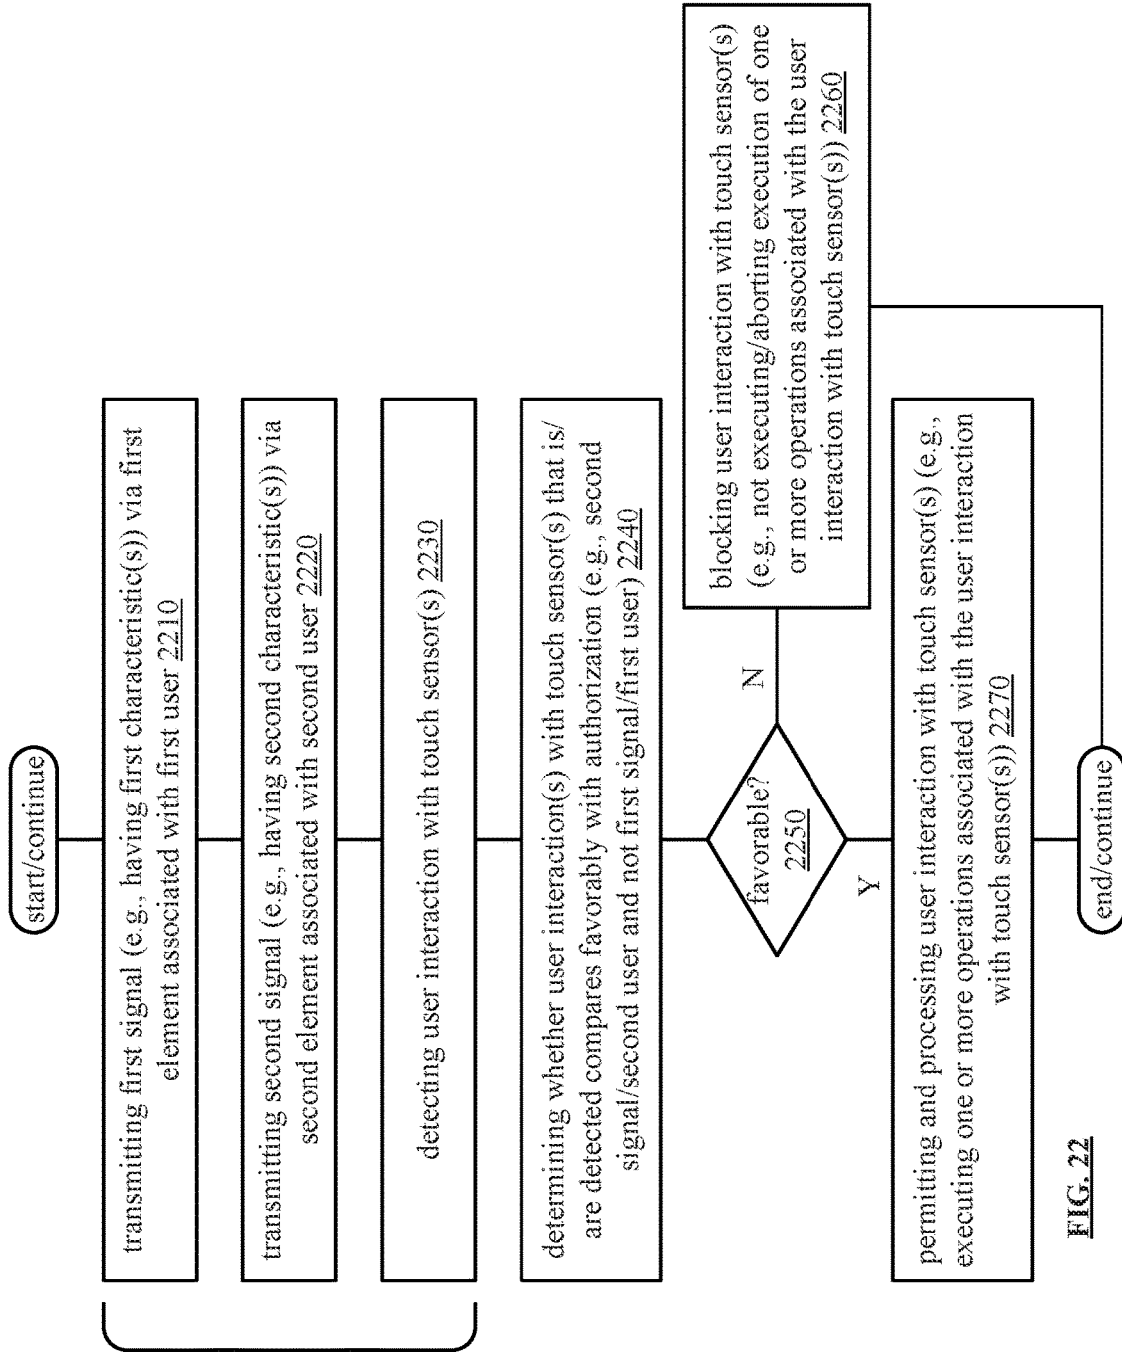 start/continue
transmitting first signal (e.g., having first characteristic(s)) via first
element associated with first user 2210
transmitting second signal (e.g., having second characteristic(s)) via
second element associated with second user 2220
detecting user interaction with touch sensor(s) 2230
determining whether user interaction(s) with touch sensor(s) that is/
are detected compares favorably with authorization (e.g., second
signal/second user and not first signal/first user) 2240
favorable?
2250
N
Y
blocking user interaction with touch sensor(s)
(e.g., not executing/aborting execution of one
or more operations associated with the user
interaction with touch sensor(s)) 2260
permitting and processing user interaction with touch sensor(s) (e.g.,
executing one or more operations associated with the user interaction
with touch sensor(s)) 2270
end/continue
FIG. 22